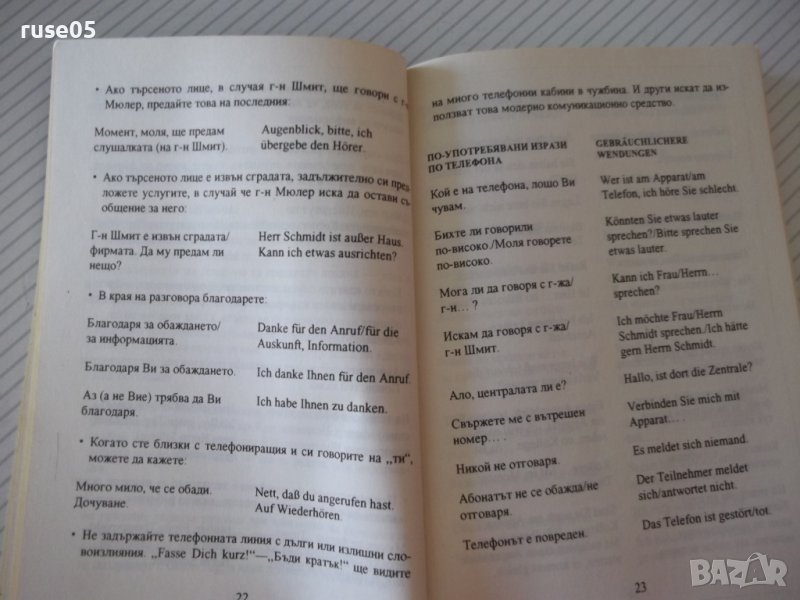 ruse05
• Ако търсеното лице, в случая г-н Шмит, ще говори с г-н
Мюлер, предайте това на последния:
Момент, моля, ще предам
слушалката (на г-н Шмит).
Augenblick, bitte, ich
übergebe den Hörer.
• Ако търсеното лице е извън сградата, задължително си пред-
ложете услугите, в случай че г-н Мюлер иска да остави съ-
общение за него:
Г-н Шмит е извън сградата/
фирмата. Да му предам ли
нещо?
Herr Schmidt ist außer Haus.
Kann ich etwas ausrichten?
• В края на разговора благодарете:
Благодаря за обаждането/
за информацията.
Danke für den Anruf/für die
Auskunft, Information.
Благодаря Ви за обаждането.
Ich danke Ihnen für den Anruf.
Аз (а не Вие) трябва да Ви
благодаря.
Ich habe Ihnen zu danken.
• Когато сте близки с телефониращия и си говорите на „ти“,
можете да кажете:
Много мило, че се обади.
Дочуване.
Nett, daß du angerufen hast.
Auf Wiederhören.
• Не задържайте телефонната линия с дълги или излишни сло-
воизлияния. „Fasse Dich kurz!“—„Бъди кратък!“ ще видите
22
на много телефонни кабини в чужбина. И други искат да из-
ползват това модерно комуникационно средство.
ПО-УПОТРЕБЯВАНИ ИЗРАЗИ
ПО ТЕЛЕФОНА
GEBRÄUCHLICHERE
WENDUNGEN
Кой е на телефона, лошо Ви
чувам.
Wer ist am Apparat/am
Telefon, ich höre Sie schlecht.
Бихте ли говорили
по-високо./Моля говорете
по-високо.
Könnten Sie etwas lauter
sprechen?/Bitte sprechen Sie
etwas lauter.
Мога ли да говоря с г-жа/
г-н… ?
Kann ich Frau/Herrn…
sprechen?
Искам да говоря с г-жа/
г-н Шмит.
Ich möchte Frau/Herrn
Schmidt sprechen./Ich hätte
gern Herrn Schmidt.
Ало, централата ли е?
Hallo, ist dort die Zentrale?
Свържете ме с вътрешен
номер… .
Verbinden Sie mich mit
Apparat… .
Никой не отговаря.
Es meldet sich niemand.
Абонатът не се обажда/не
отговаря.
Der Teilnehmer meldet
sich/antwortet nicht.
Телефонът е повреден.
Das Telefon ist gestört/tot.
23
BAZAR